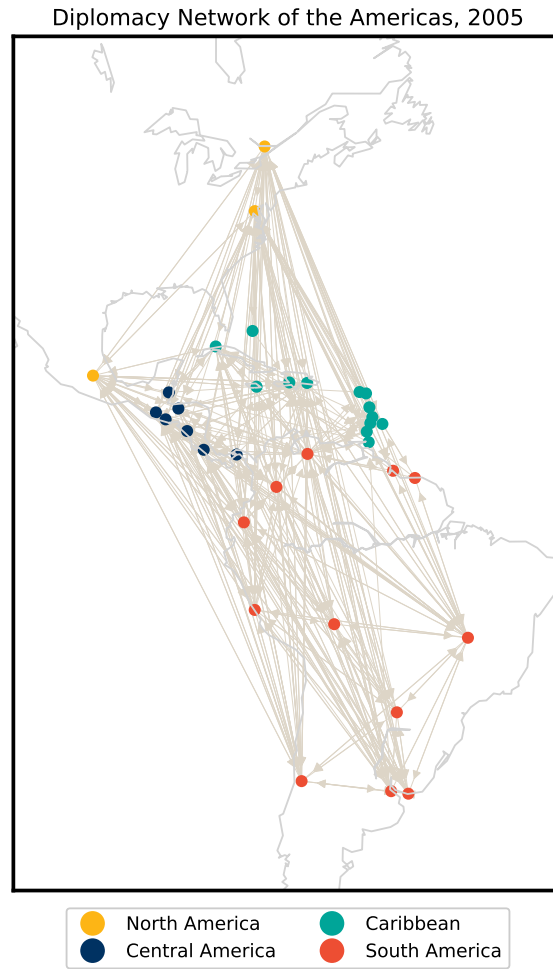 Diplomacy Network of the Americas, 2005
North America
Caribbean
Central America
South America